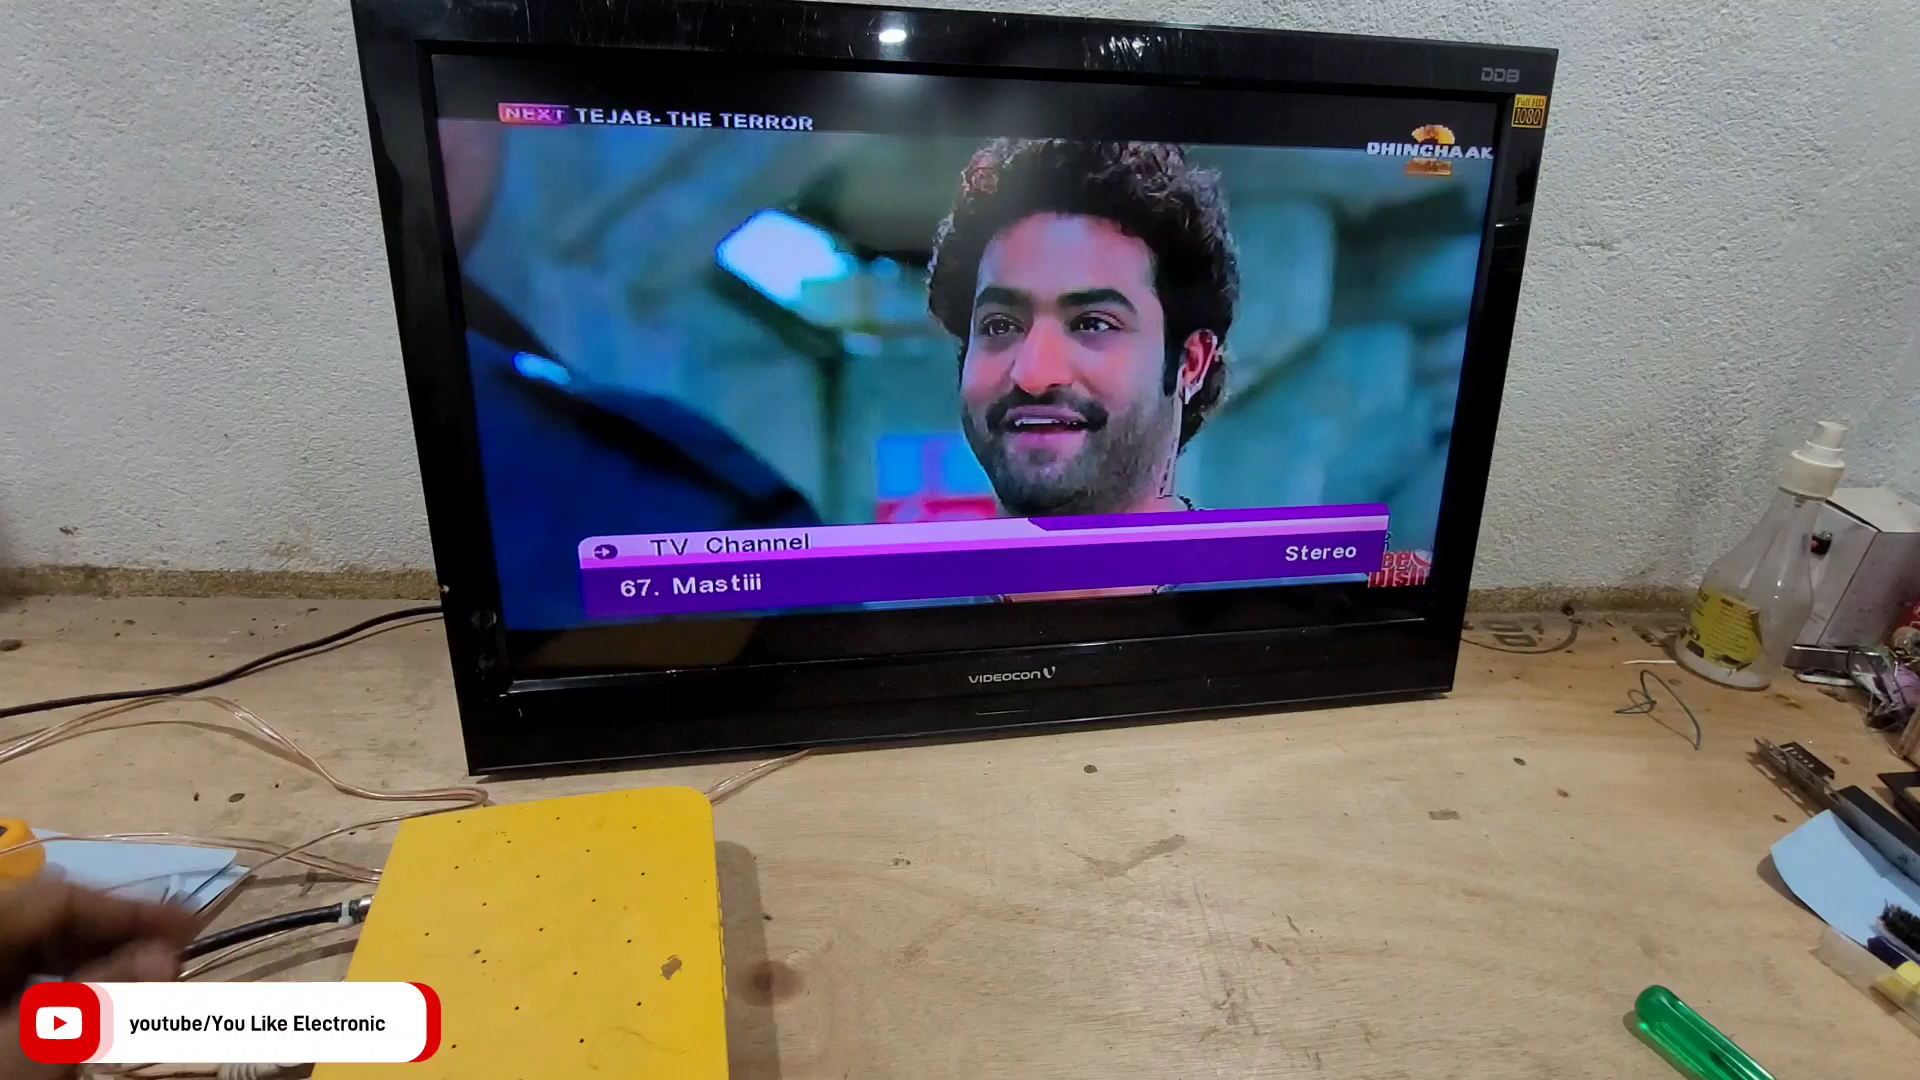 DDB
Full HD
1080
NEXT TEJAB- THE TERROR
DHINCHAAK
TV Channel
Stereo
67. Mastiii
VIDEOCON
youtube/You Like Electronic